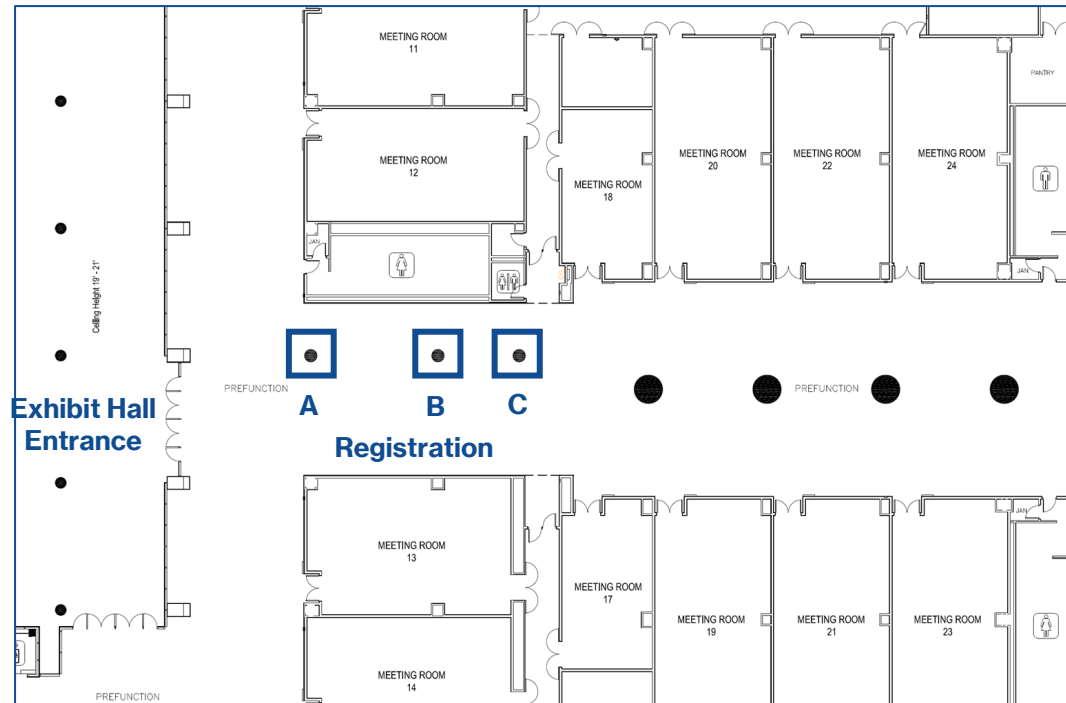 MEETING ROOM
11
PANTRY
MEETING ROOM
12
MEETING ROOM
18
MEETING ROOM
20
MEETING ROOM
22
MEETING ROOM
24
JAN
JAN
Ceiling Height 19' - 21'
PREFUNCTION
PREFUNCTION
A
B
C
Exhibit Hall
Entrance
Registration
MEETING ROOM
13
JAN
MEETING ROOM
17
MEETING ROOM
19
MEETING ROOM
21
MEETING ROOM
23
MEETING ROOM
14
PREFUNCTION